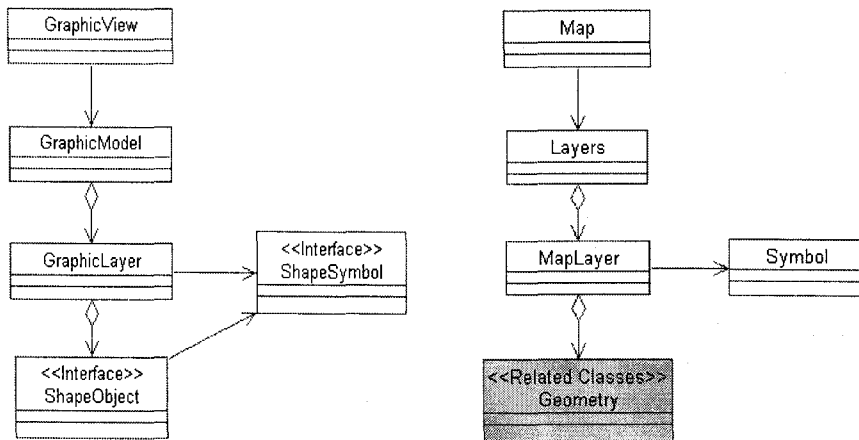 GraphicView
GraphicModel
GraphicLayer
<<Interface>>
ShapeSymbol
<<Interface>>
ShapeObject
Map
Layers
MapLayer
Symbol
<<Related Classes>>
Geometry